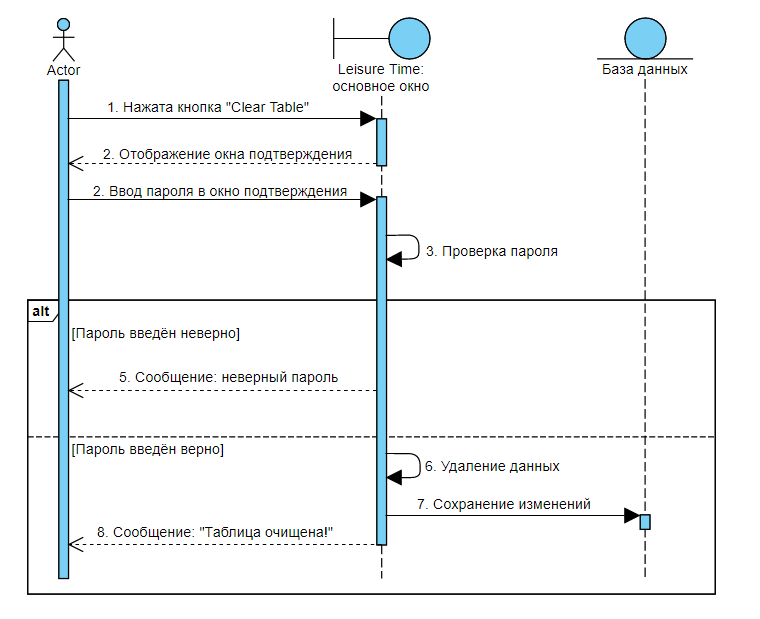 Actor
Leisure Time:
основное окно
База данных
1. Нажата кнопка "Clear Table"
2. Отображение окна подтверждения
2. Ввод пароля в окно подтверждения
3. Проверка пароля
alt
[Пароль введён неверно]
5. Сообщение: неверный пароль
[Пароль введён верно]
6. Удаление данных
7. Сохранение изменений
8. Сообщение: "Таблица очищена!"